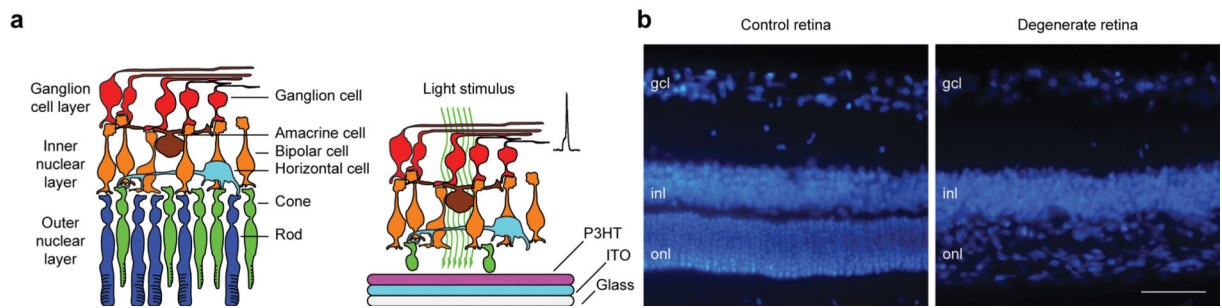 a
Ganglion
cell layer
Inner
nuclear
layer
Outer
nuclear
layer
Ganglion cell
Amacrine cell
Bipolar cell
Horizontal cell
Cone
Rod
Light stimulus
P3HT
ITO
Glass
b
Control retina
Degenerate retina
gcl
inl
onl
gcl
inl
onl